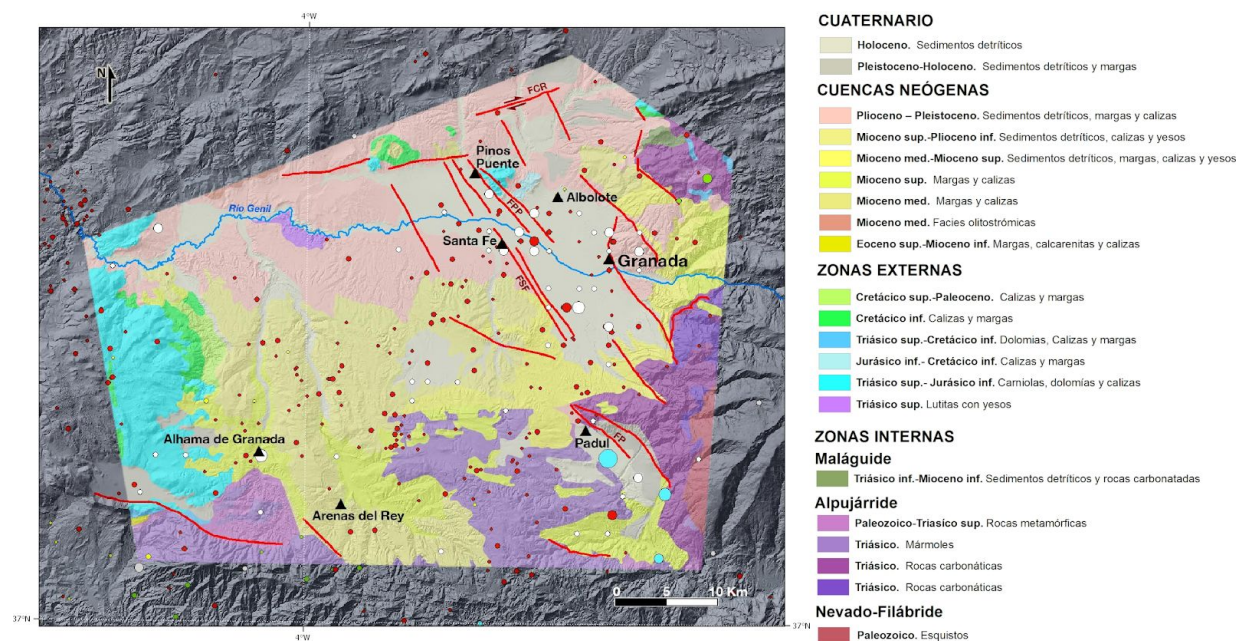 4°W
N
FCR
Pinos
Puente
Río Genil
FPP
Albolote
Santa Fe
Granada
FSF
Alhama de Granada
Padul
FP
Arenas del Rey
0 5 10 Km
37°N
37°N
4°W
CUATERNARIO
Holoceno. Sedimentos detríticos
Pleistoceno-Holoceno. Sedimentos detríticos y margas
CUENCAS NEÓGENAS
Plioceno – Pleistoceno. Sedimentos detríticos, margas y calizas
Mioceno sup.-Plioceno inf. Sedimentos detríticos, calizas y yesos
Mioceno med.-Mioceno sup. Sedimentos detríticos, margas, calizas y yesos
Mioceno sup. Margas y calizas
Mioceno med. Margas y calizas
Mioceno med. Facies olitostrómicas
Eoceno sup.-Mioceno inf. Margas, calcarenitas y calizas
ZONAS EXTERNAS
Cretácico sup.-Paleoceno. Calizas y margas
Cretácico inf. Calizas y margas
Triásico sup.-Cretácico inf. Dolomias, Calizas y margas
Jurásico inf.- Cretácico inf. Calizas y margas
Triásico sup.- Jurásico inf. Carniolas, dolomías y calizas
Triásico sup. Lutitas con yesos
ZONAS INTERNAS
Maláguide
Triásico inf.-Mioceno inf. Sedimentos detríticos y rocas carbonatadas
Alpujárride
Paleozoico-Triasíco sup. Rocas metamórficas
Triásico. Mármoles
Triásico. Rocas carbonáticas
Triásico. Rocas carbonáticas
Nevado-Filábride
Paleozoico. Esquistos